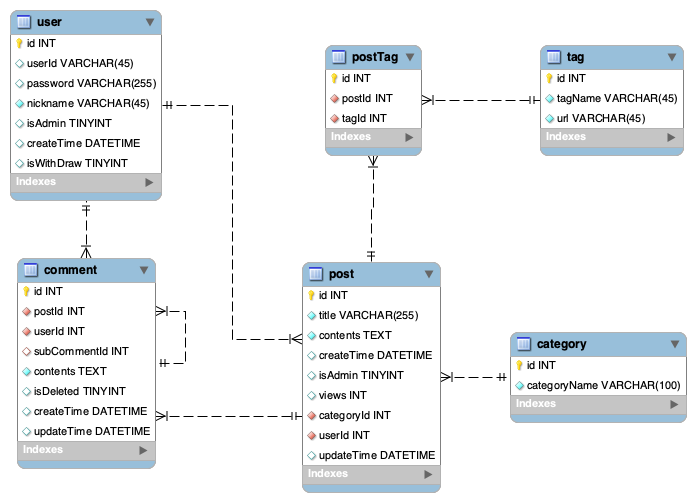 user
id INT
userId VARCHAR(45)
password VARCHAR(255)
nickname VARCHAR(45)
isAdmin TINYINT
createTime DATETIME
isWithDraw TINYINT
Indexes
postTag
id INT
postId INT
tagId INT
Indexes
tag
id INT
tagName VARCHAR(45)
url VARCHAR(45)
Indexes
comment
id INT
postId INT
userId INT
subCommentId INT
contents TEXT
isDeleted TINYINT
createTime DATETIME
updateTime DATETIME
Indexes
post
id INT
title VARCHAR(255)
contents TEXT
createTime DATETIME
isAdmin TINYINT
views INT
categoryId INT
userId INT
updateTime DATETIME
Indexes
category
id INT
categoryName VARCHAR(100)
Indexes